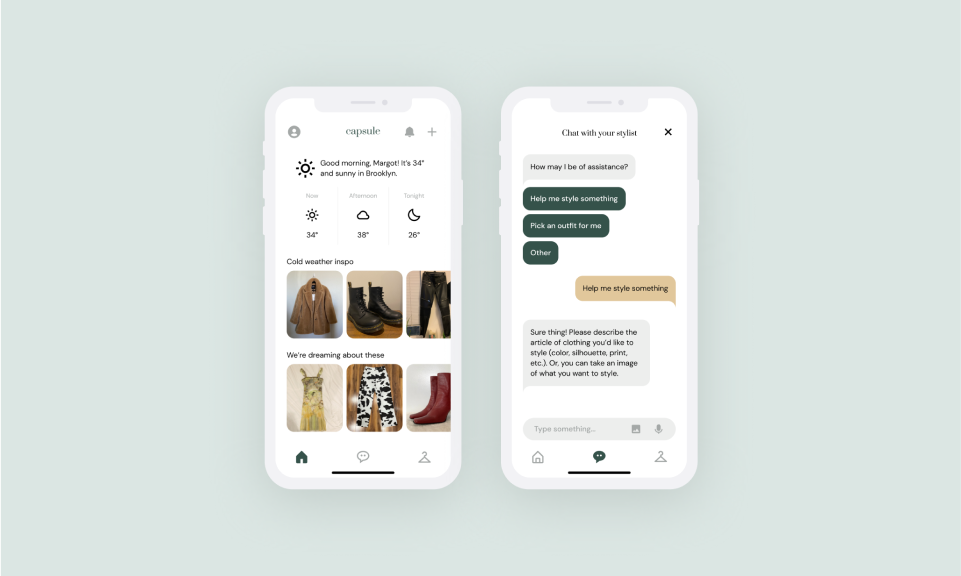 capsule
Good morning, Margot! It's 34°
and sunny in Brooklyn.
Now
Afternoon
Tonight
34°
38°
26°
Cold weather inspo
We're dreaming about these
Chat with your stylist
How may I be of assistance?
Help me style something
Pick an outfit for me
Other
Help me style something
Sure thing! Please describe the
article of clothing you'd like to
style (color, silhouette, print,
etc.). Or, you can take an image
of what you want to style.
Type something...